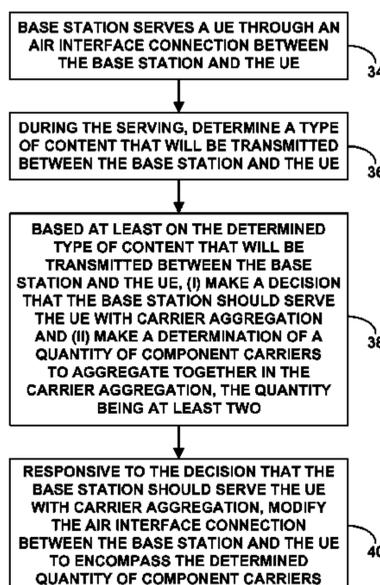 BASE STATION SERVES A UE THROUGH AN
AIR INTERFACE CONNECTION BETWEEN
THE BASE STATION AND THE UE
34
DURING THE SERVING, DETERMINE A TYPE
OF CONTENT THAT WILL BE TRANSMITTED
BETWEEN THE BASE STATION AND THE UE
36
BASED AT LEAST ON THE DETERMINED
TYPE OF CONTENT THAT WILL BE
TRANSMITTED BETWEEN THE BASE
STATION AND THE UE, (I) MAKE A DECISION
THAT THE BASE STATION SHOULD SERVE
THE UE WITH CARRIER AGGREGATION
AND (II) MAKE A DETERMINATION OF A
QUANTITY OF COMPONENT CARRIERS
TO AGGREGATE TOGETHER IN THE
CARRIER AGGREGATION, THE QUANTITY
BEING AT LEAST TWO
38
RESPONSIVE TO THE DECISION THAT THE
BASE STATION SHOULD SERVE THE UE
WITH CARRIER AGGREGATION, MODIFY
THE AIR INTERFACE CONNECTION
BETWEEN THE BASE STATION AND THE UE
TO ENCOMPASS THE DETERMINED
QUANTITY OF COMPONENT CARRIERS
40